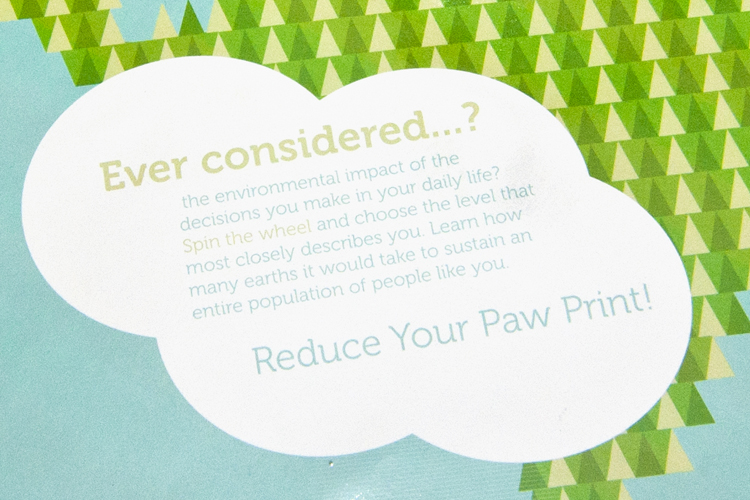 Ever considered...?
the environmental impact of the
decisions you make in your daily life?
Spin the wheel and choose the level that
most closely describes you. Learn how
many earths it would take to sustain an
entire population of people like you.
Reduce Your Paw Print!